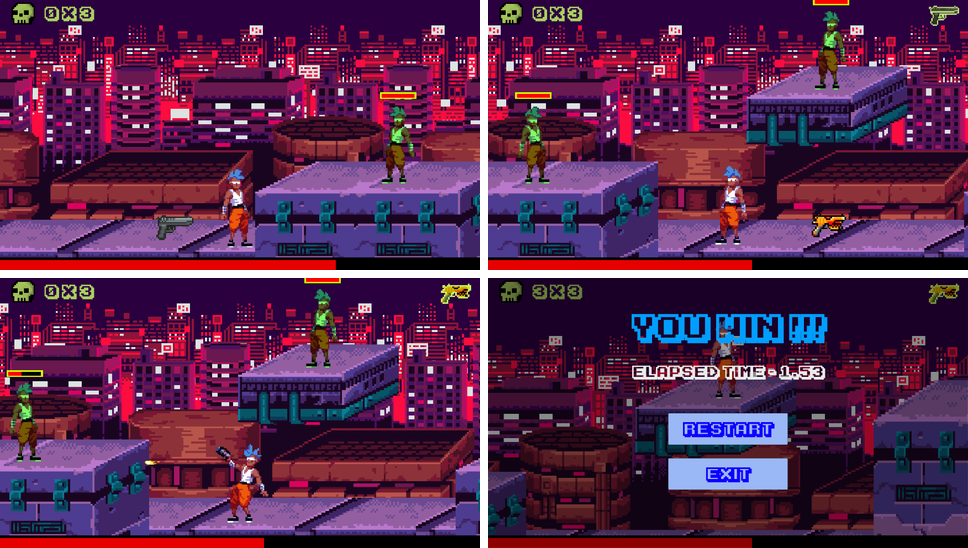 0X3
0X3
0X3
3X3
YOU WIN !!!
ELAPSED TIME - 1.53
RESTART
EXIT